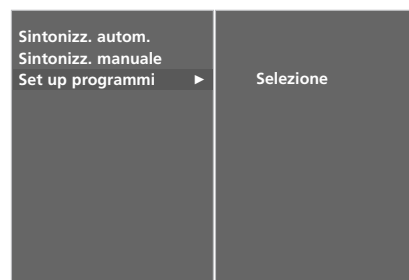 Sintonizz. autom.
Sintonizz. manuale
Set up programmi ►
Selezione